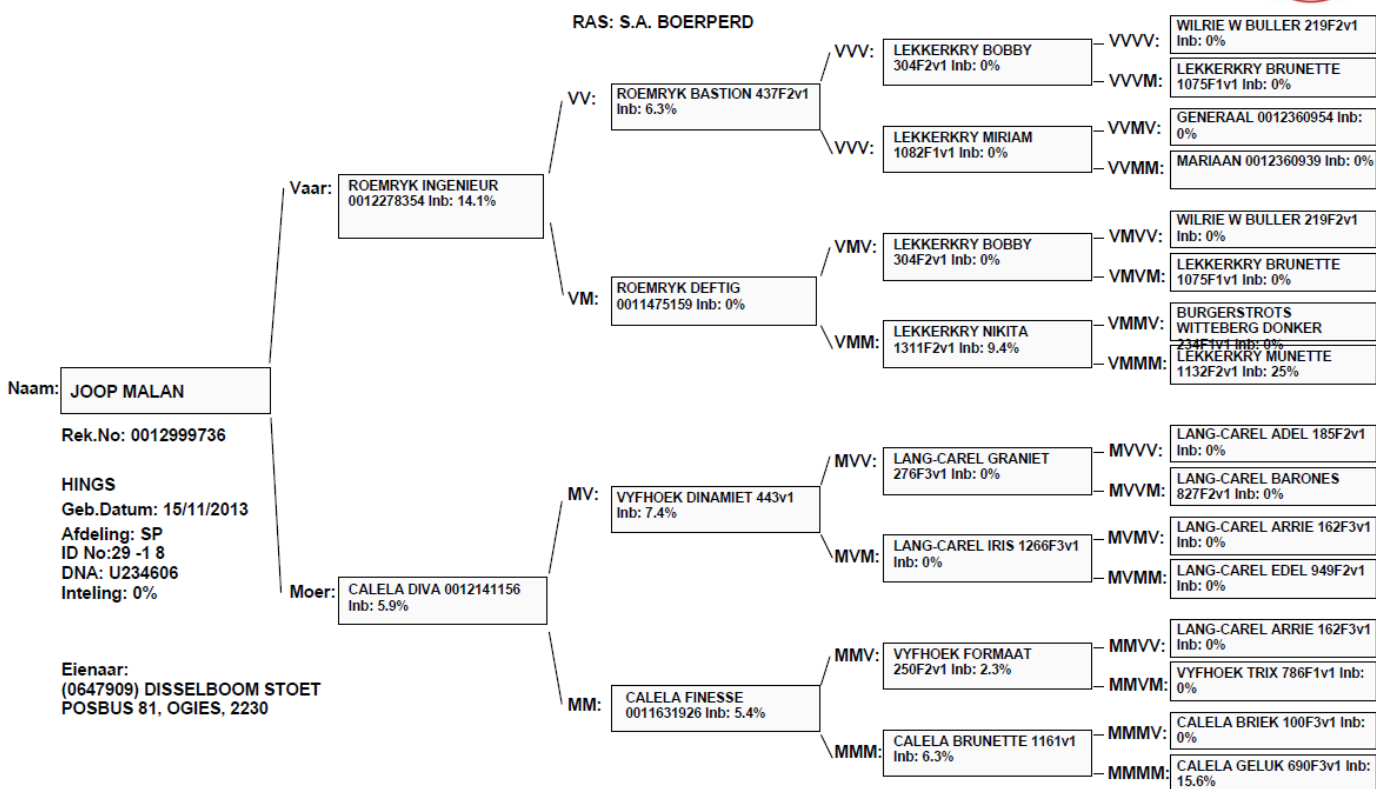 RAS: S.A. BOERPERD
Naam:
JOOP MALAN
Rek.No: 0012999736
HINGS
Geb.Datum: 15/11/2013
Afdeling: SP
ID No:29 -1 8
DNA: U234606
Inteling: 0%
Eienaar:
(0647909) DISSELBOOM STOET
POSBUS 81, OGIES, 2230
Vaar:
ROEMRYK INGENIEUR
0012278354 Inb: 14.1%
Moer:
CALELA DIVA 0012141156
Inb: 5.9%
VV:
ROEMRYK BASTION 437F2v1
Inb: 6.3%
VM:
ROEMRYK DEFTIG
0011475159 Inb: 0%
MV:
VYFHOEK DINAMIET 443v1
Inb: 7.4%
MM:
CALELA FINESSE
0011631926 Inb: 5.4%
VVV:
LEKKERKRY BOBBY
304F2v1 Inb: 0%
VVV:
LEKKERKRY MIRIAM
1082F1v1 Inb: 0%
VMV:
LEKKERKRY BOBBY
304F2v1 Inb: 0%
VMM:
LEKKERKRY NIKITA
1311F2v1 Inb: 9.4%
MVV:
LANG-CAREL GRANIET
276F3v1 Inb: 0%
MVM:
LANG-CAREL IRIS 1266F3v1
Inb: 0%
MMV:
VYFHOEK FORMAAT
250F2v1 Inb: 2.3%
MMM:
CALELA BRUNETTE 1161v1
Inb: 6.3%
VVVV:
WILRIE W BULLER 219F2v1
Inb: 0%
VVVM:
LEKKERKRY BRUNETTE
1075F1v1 Inb: 0%
VVMV:
GENERAAL 0012360954 Inb:
0%
VVMM:
MARIAAN 0012360939 Inb: 0%
VMVV:
WILRIE W BULLER 219F2v1
Inb: 0%
VMVM:
LEKKERKRY BRUNETTE
1075F1v1 Inb: 0%
VMMV:
BURGERSTROTS
WITTEBERG DONKER
234F1v1 Inb: 0%
VMMM:
LEKKERKRY MUNETTE
1132F2v1 Inb: 25%
MVVV:
LANG-CAREL ADEL 185F2v1
Inb: 0%
MVVM:
LANG-CAREL BARONES
827F2v1 Inb: 0%
MVMV:
LANG-CAREL ARRIE 162F3v1
Inb: 0%
MVMM:
LANG-CAREL EDEL 949F2v1
Inb: 0%
MMVV:
LANG-CAREL ARRIE 162F3v1
Inb: 0%
MMVM:
VYFHOEK TRIX 786F1v1 Inb:
0%
MMMV:
CALELA BRIEK 100F3v1 Inb:
0%
MMMM:
CALELA GELUK 690F3v1 Inb:
15.6%